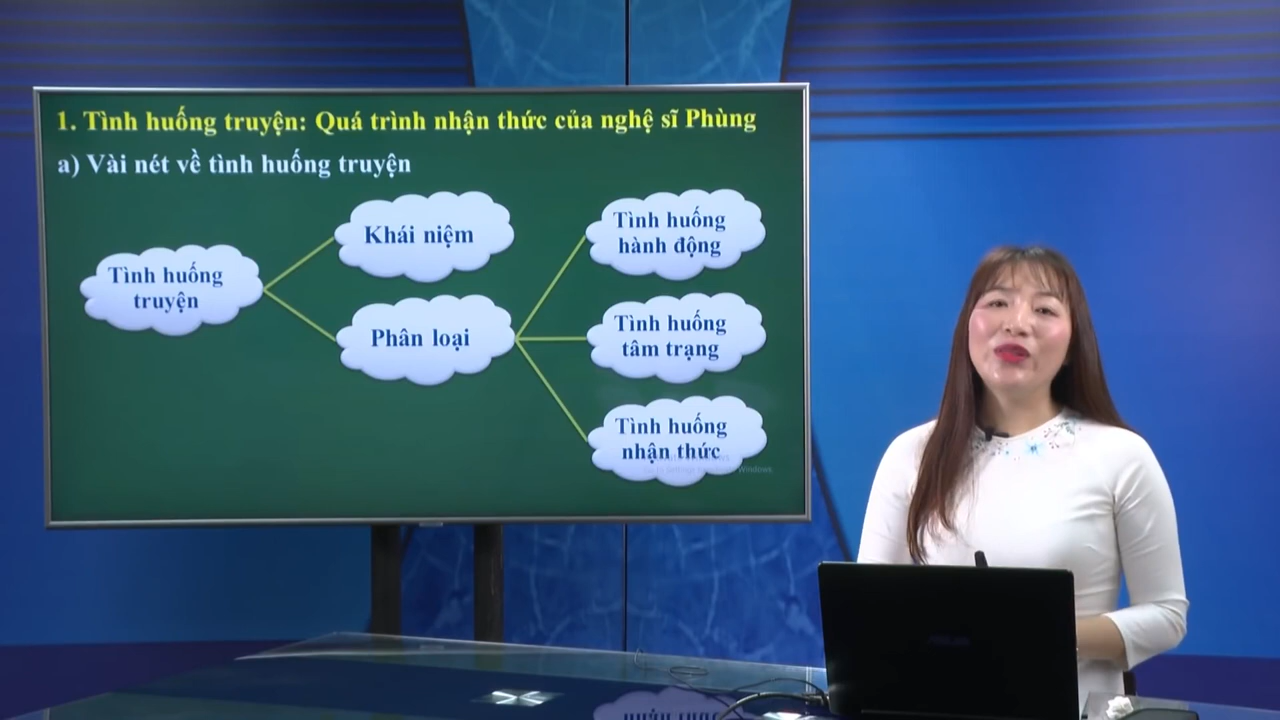 1. Tình huống truyện: Quá trình nhận thức của nghệ sĩ Phùng
a) Vài nét về tình huống truyện
Tình huống
truyện
Khái niệm
Phân loại
Tình huống
hành động
Tình huống
tâm trạng
Tình huống
nhận thức
Windows.